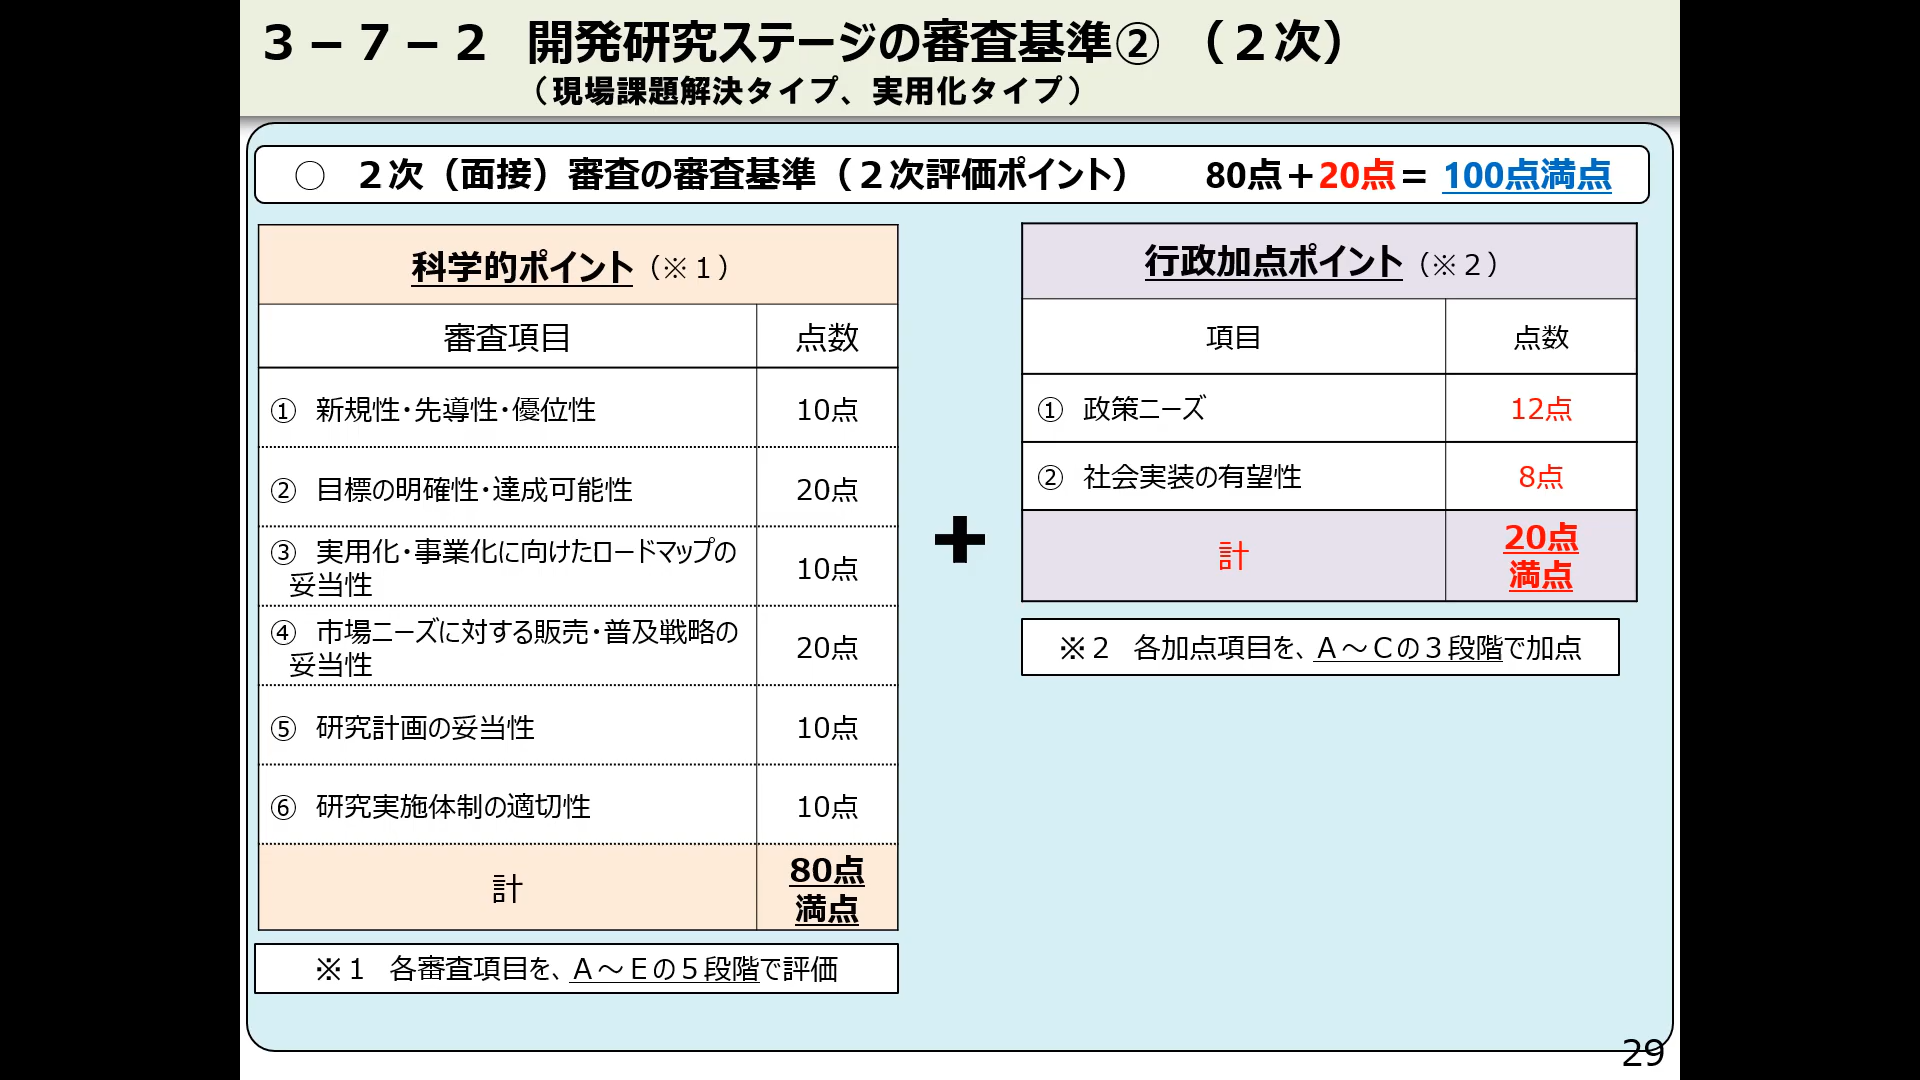 ３－７－２　開発研究ステージの審査基準②　（２次）
（現場課題解決タイプ、実用化タイプ）
○　２次（面接）審査の審査基準（２次評価ポイント）　　80点＋20点＝ 100点満点
科学的ポイント（※１）
審査項目　点数
①　新規性・先導性・優位性　10点
②　目標の明確性・達成可能性　20点
③　実用化・事業化に向けたロードマップの
妥当性　10点
④　市場ニーズに対する販売・普及戦略の
妥当性　20点
⑤　研究計画の妥当性　10点
⑥　研究実施体制の適切性　10点
計　80点
満点
※１　各審査項目を、Ａ～Ｅの５段階で評価
＋
行政加点ポイント（※２）
項目　点数
①　政策ニーズ　12点
②　社会実装の有望性　8点
計　20点
満点
※２　各加点項目を、Ａ～Ｃの３段階で加点
29